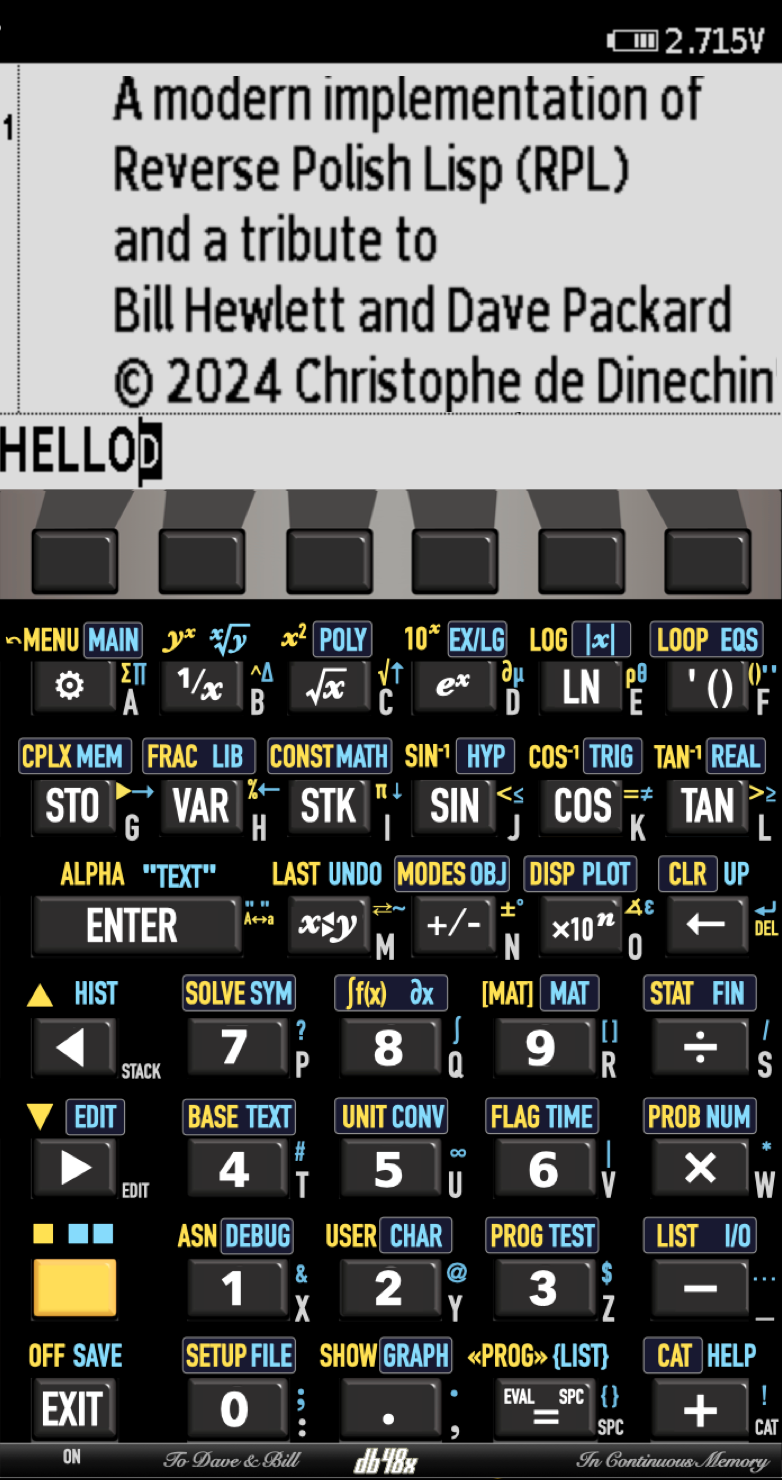 2.715V
A modern implementation of
1
Reverse Polish Lisp (RPL)
and a tribute to
Bill Hewlett and Dave Packard
© 2024 Christophe de Dinechin
HELLOD
MENU MAIN yˣ ˣ√y x² POLY 10ˣ EX/LG LOG |x| LOOP EQS
ΣΠ ^Δ √↑ ∂μ ρθ ()''
1/x √x eˣ LN ' ()
A B C D E F
CPLX MEM FRAC LIB CONST MATH SIN⁻¹ HYP COS⁻¹ TRIG TAN⁻¹ REAL
STO ▶→ VAR %← STK π↓ SIN <≤ COS =≠ TAN >≥
G H I J K L
ALPHA "TEXT" LAST UNDO MODES OBJ DISP PLOT CLR UP
ENTER " " A↔a x⇄y ⇄~ +/- ±° ×10ⁿ ∡ε ← ↵ DEL
M N O
▲ HIST SOLVE SYM ∫f(x) ∂x [MAT] MAT STAT FIN
◀ 7 ? 8 ∫ 9 [] ÷ /
STACK P Q R S
▼ EDIT BASE TEXT UNIT CONV FLAG TIME PROB NUM
▶ 4 # 5 ∞ 6 | × *
EDIT T U V W
ASN DEBUG USER CHAR PROG TEST LIST I/O
1 & 2 @ 3 $ − ...
X Y Z _
OFF SAVE SETUP FILE SHOW GRAPH «PROG» {LIST} CAT HELP
EXIT 0 ; . · EVAL SPC = {} + !
: , SPC CAT
ON To Dave & Bill db48x In Continuous Memory